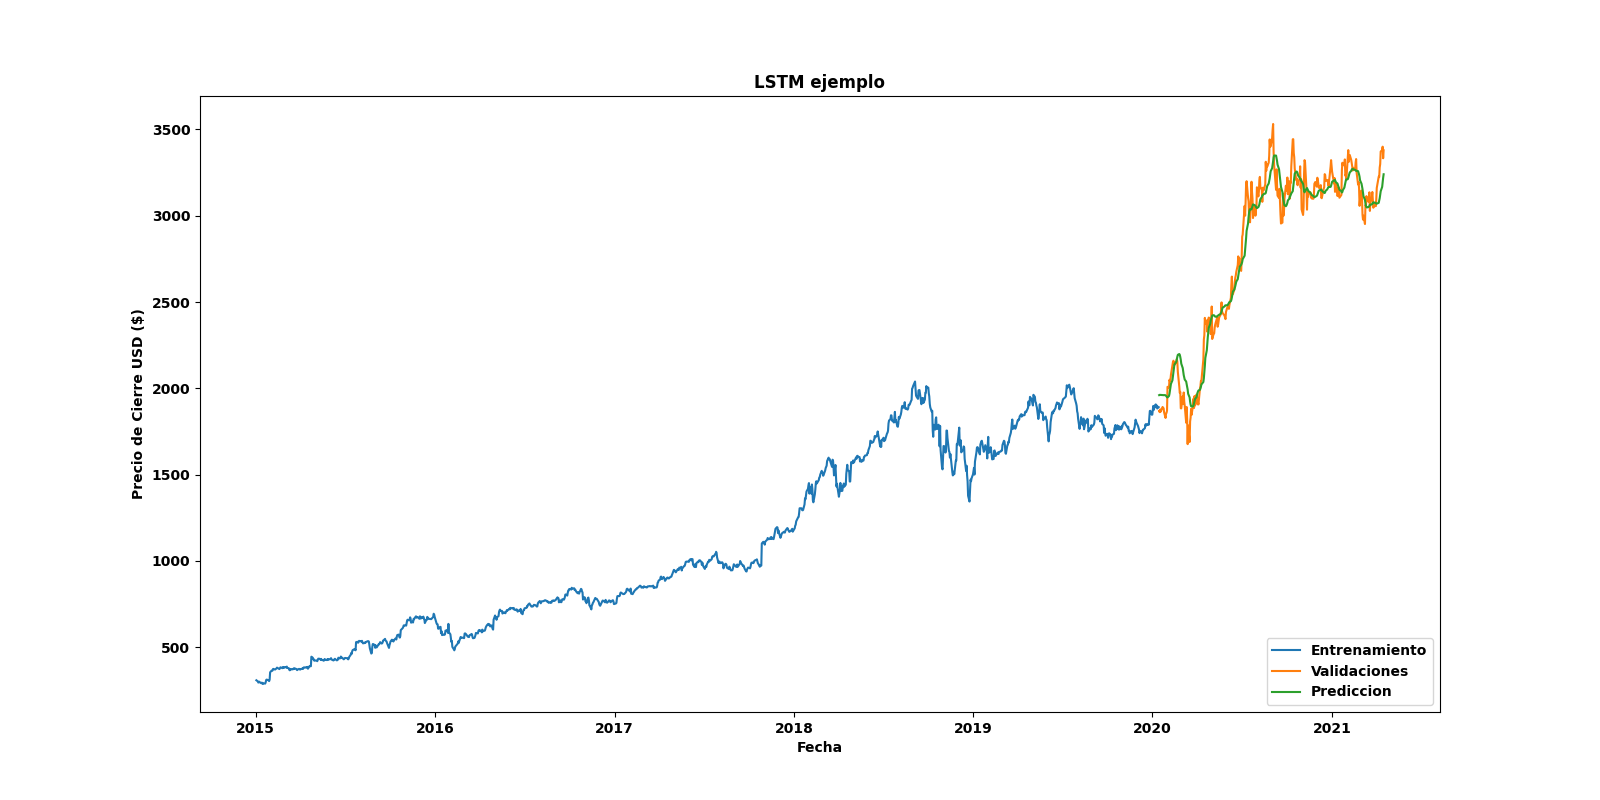 LSTM ejemplo
3500
3000
2500
2000
1500
1000
500
Precio de Cierre USD ($)
2015 2016 2017 2018 2019 2020 2021
Fecha
Entrenamiento
Validaciones
Prediccion